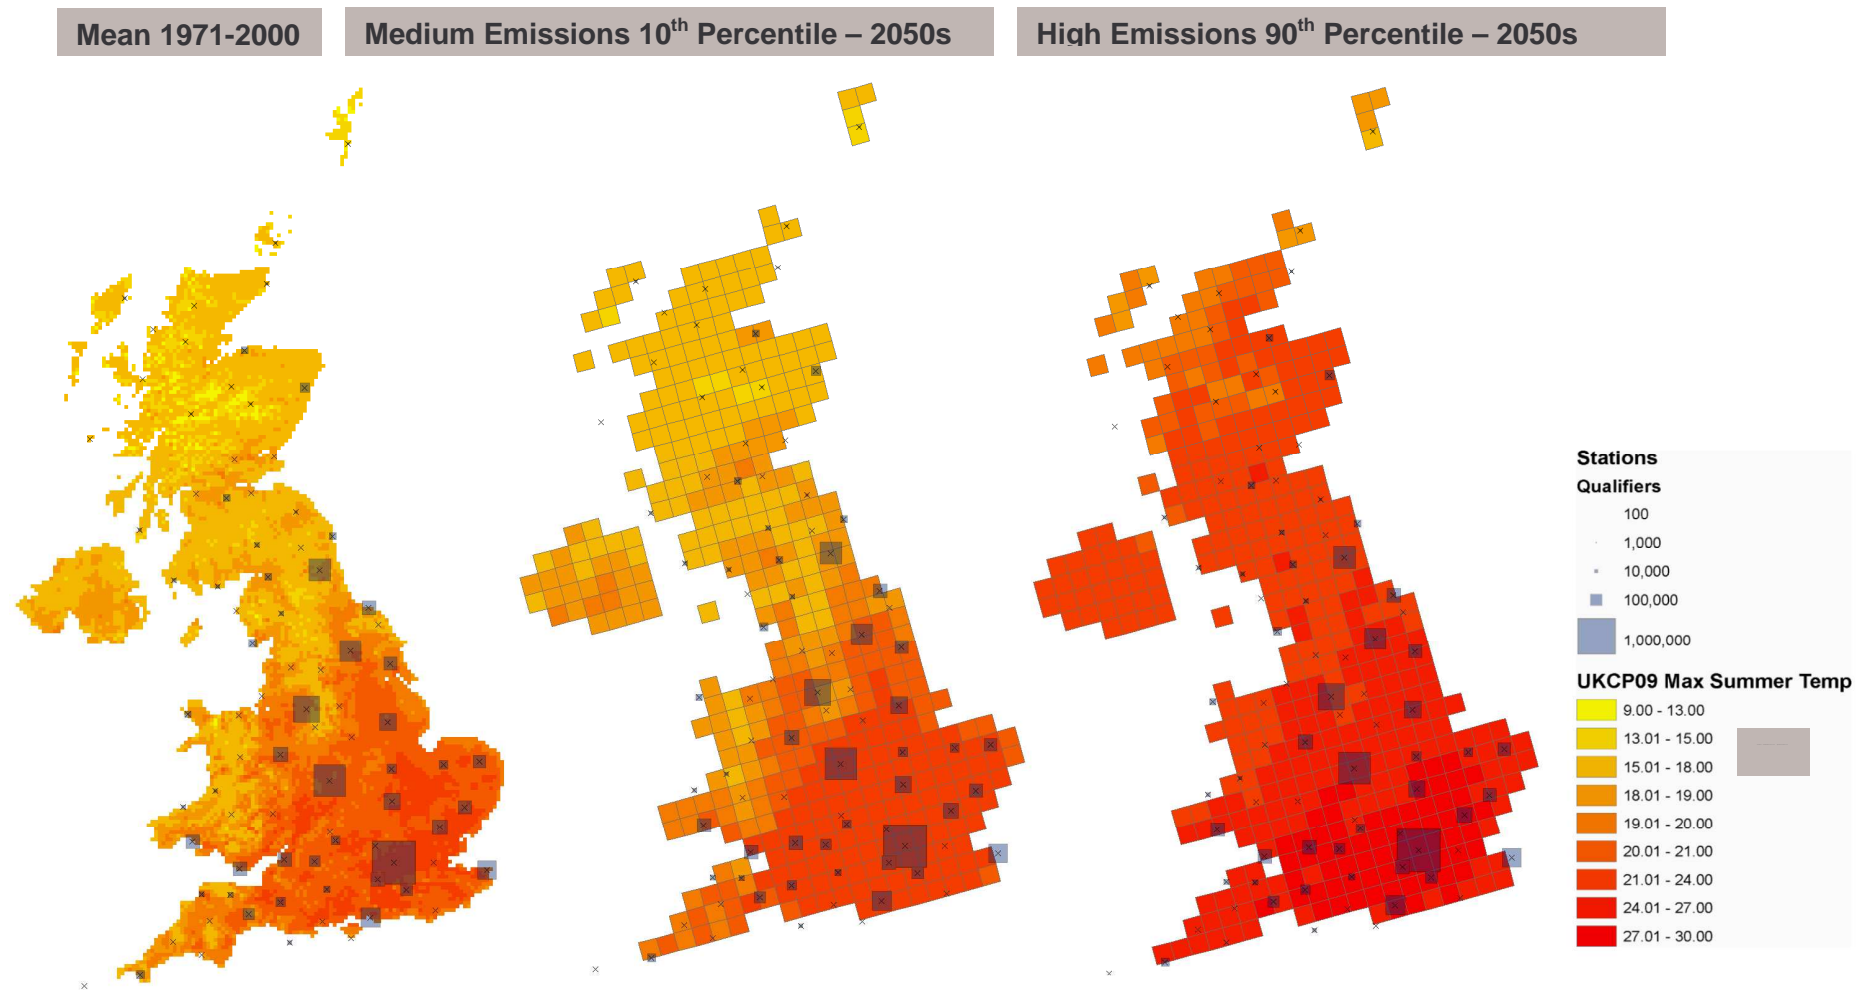 Mean 1971-2000
Medium Emissions 10th Percentile – 2050s
High Emissions 90th Percentile – 2050s
Stations
Qualifiers
100
1,000
10,000
100,000
1,000,000
UKCP09 Max Summer Temp
9.00 - 13.00
13.01 - 15.00
15.01 - 18.00
18.01 - 19.00
19.01 - 20.00
20.01 - 21.00
21.01 - 24.00
24.01 - 27.00
27.01 - 30.00